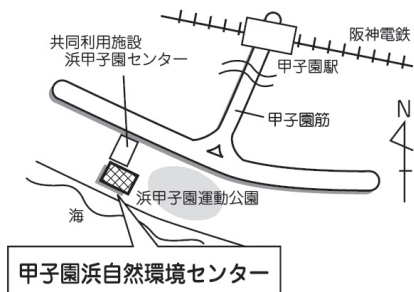 共同利用施設
浜甲子園センター
阪神電鉄
甲子園駅
甲子園筋
N
浜甲子園運動公園
海
甲子園浜自然環境センター